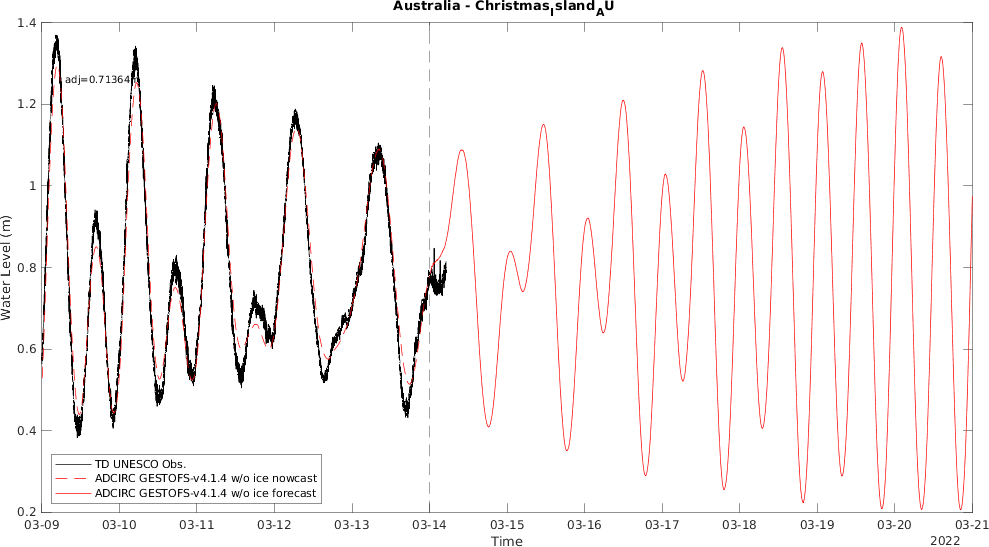 Australia - ChristmasIslandAU
1.4
1.2
1
0.8
0.6
0.4
0.2
Water Level (m)
adj=0.71364
TD UNESCO Obs.
ADCIRC GESTOFS-v4.1.4 w/o ice nowcast
ADCIRC GESTOFS-v4.1.4 w/o ice forecast
03-09 03-10 03-11 03-12 03-13 03-14 03-15 03-16 03-17 03-18 03-19 03-20 03-21
Time
2022